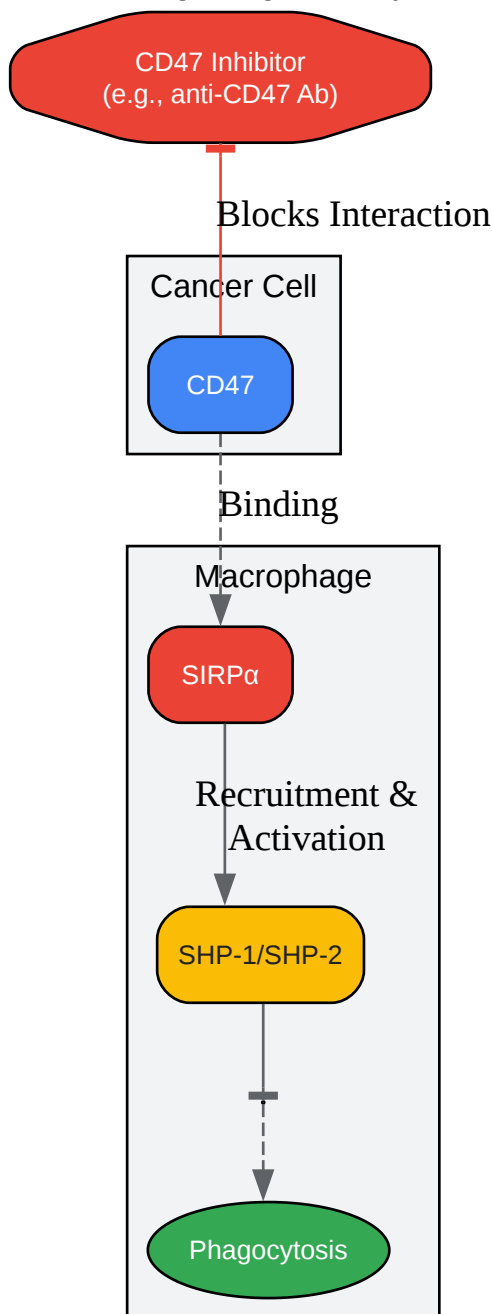 CD47 Inhibitor
(e.g., anti-CD47 Ab)
Blocks Interaction
Cancer Cell
CD47
Binding
Macrophage
SIRPα
Recruitment &
Activation
SHP-1/SHP-2
Phagocytosis